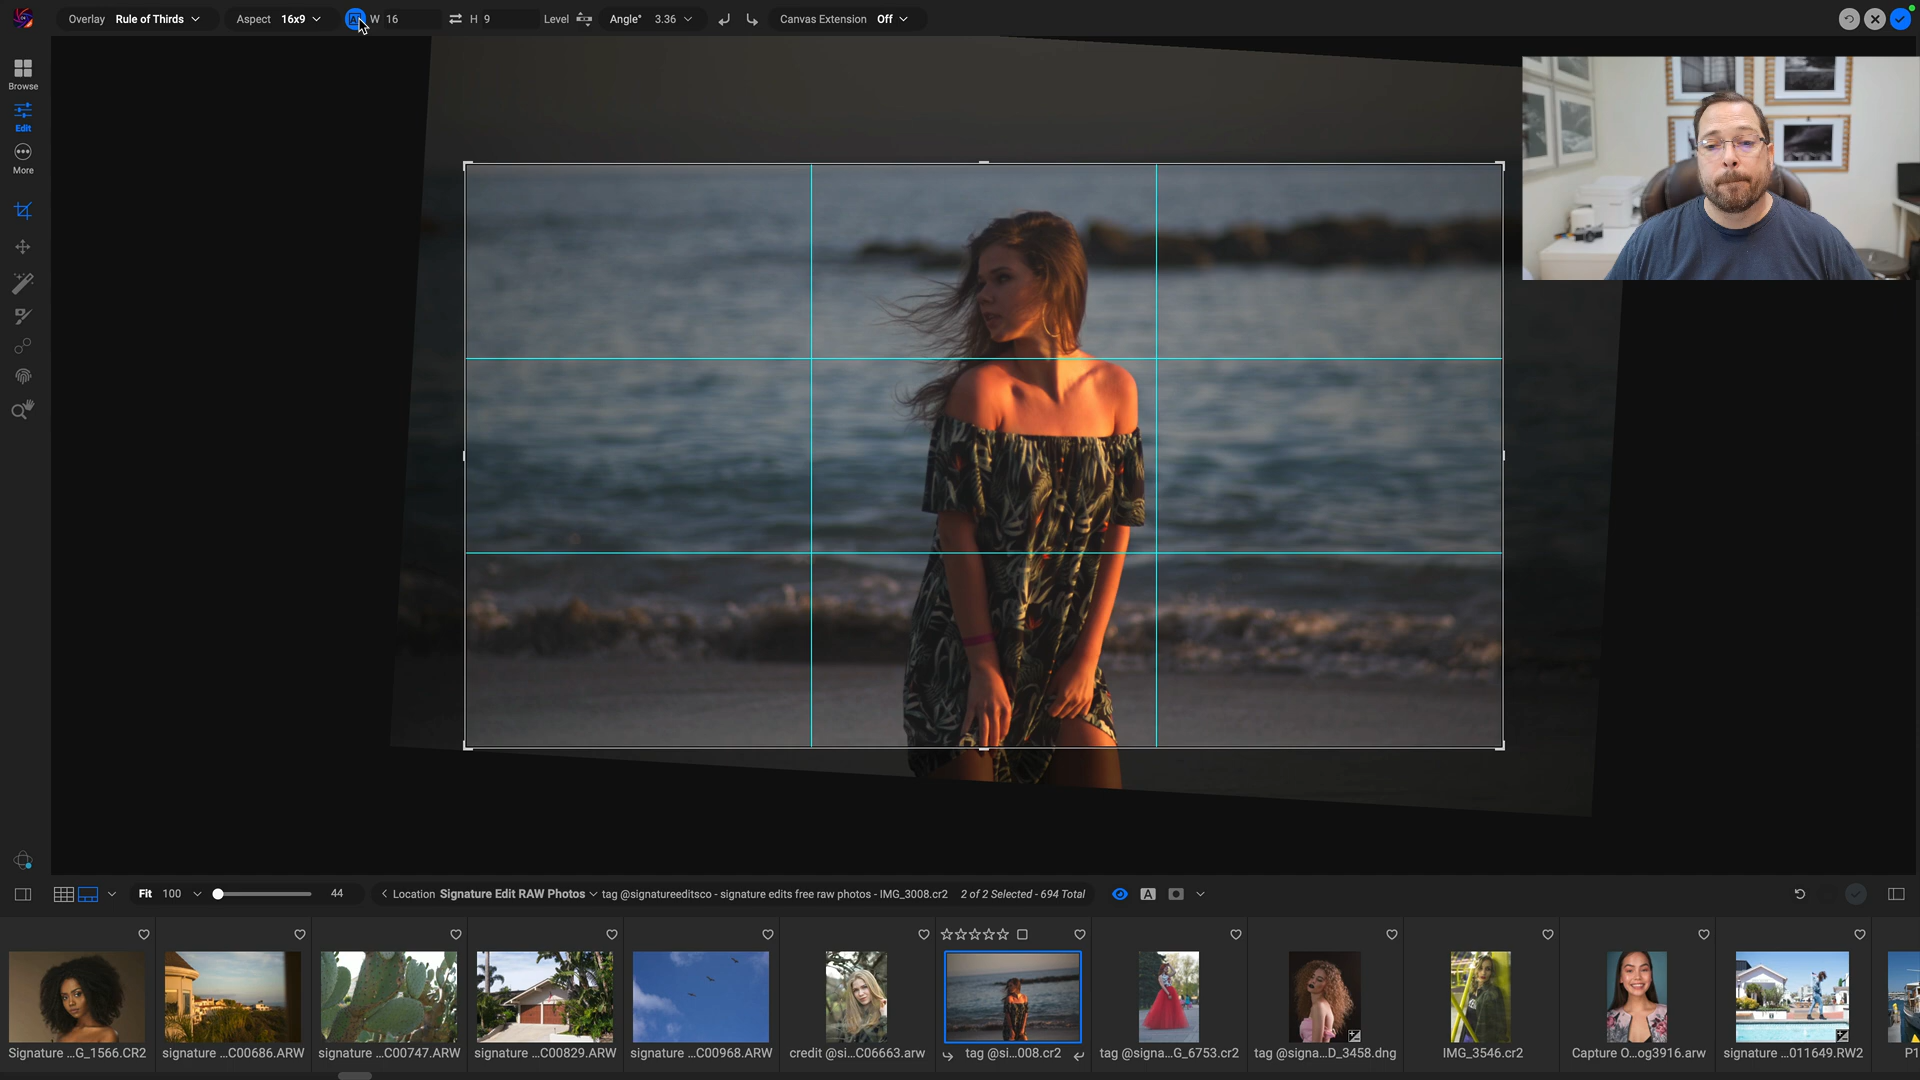 Overlay Rule of Thirds Aspect 16x9 W 16 H 9 Level Angle° 3.36 Canvas Extension Off
Browse
Edit
More
Fit 100 44 Location Signature Edit RAW Photos tag @signatureeditsco - signature edits free raw photos - IMG_3008.cr2 2 of 2 Selected - 694 Total A
Signature ...G_1566.CR2 signature ...C00686.ARW signature ...C00747.ARW signature ...C00829.ARW signature ...C00968.ARW credit @si...C06663.arw tag @si...008.cr2 tag @signa...G_6753.cr2 tag @signa...D_3458.dng IMG_3546.cr2 Capture O...og3916.arw signature ...011649.RW2 P1